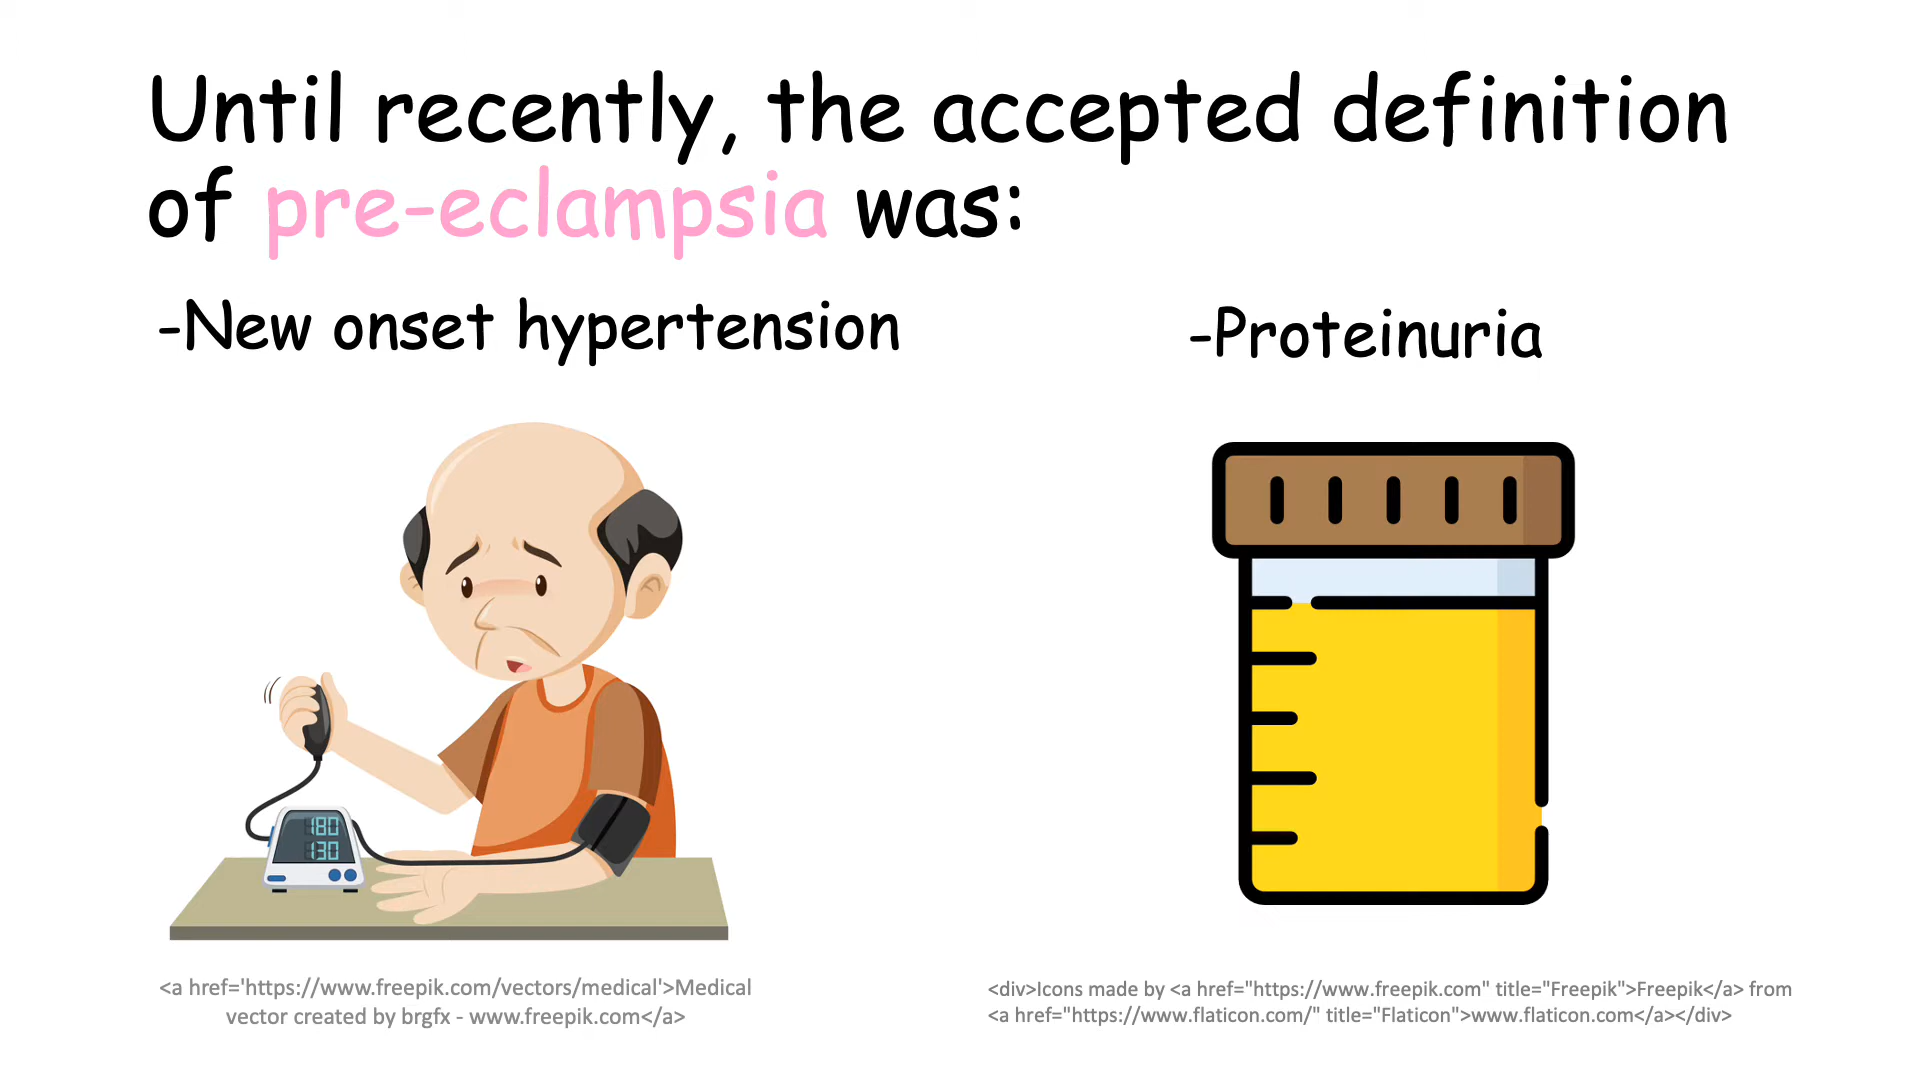 Until recently, the accepted definition
of pre-eclampsia was:
-New onset hypertension
-Proteinuria
180
130
<a href='https://www.freepik.com/vectors/medical'>Medical
vector created by brgfx - www.freepik.com</a>
<div>Icons made by <a href="https://www.freepik.com" title="Freepik">Freepik</a> from
<a href="https://www.flaticon.com/" title="Flaticon">www.flaticon.com</a></div>